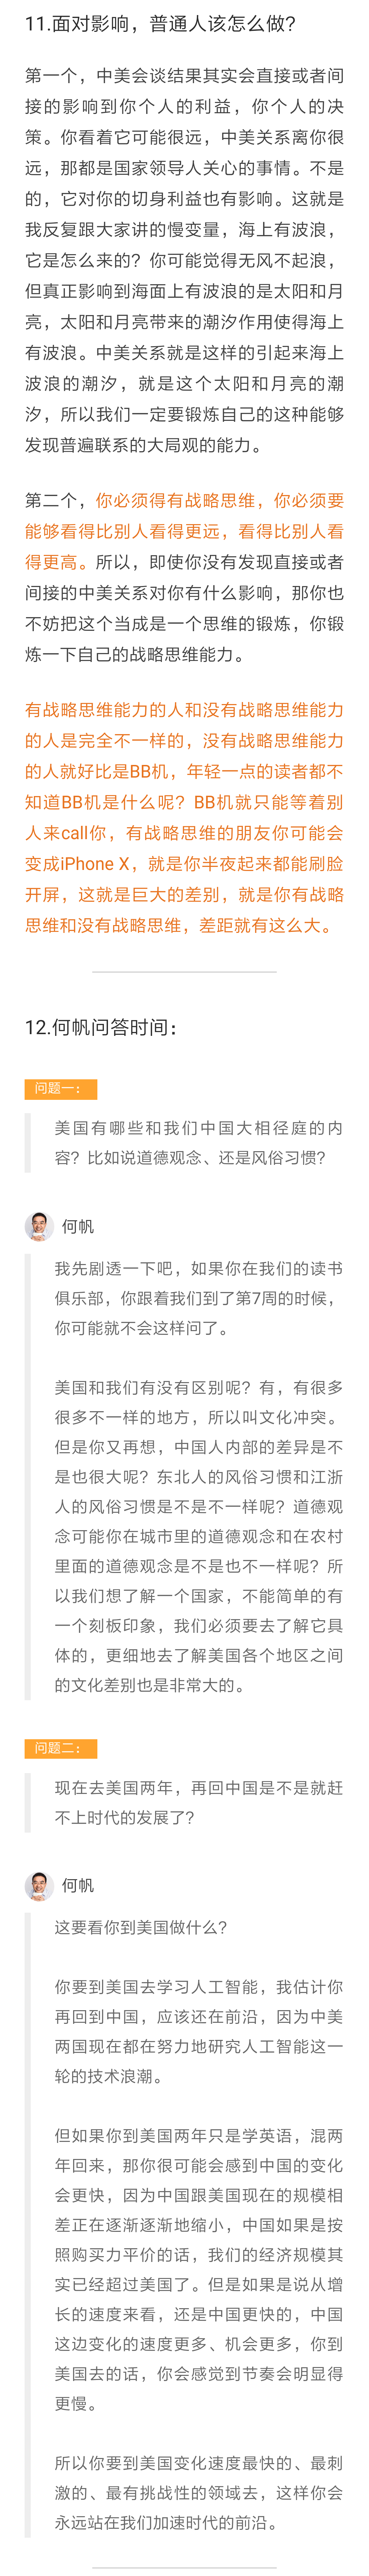 11.面对影响，普通人该怎么做？
第一个，中美会谈结果其实会直接或者间
接的影响到你个人的利益，你个人的决
策。你看着它可能很远，中美关系离你很
远，那都是国家领导人关心的事情。不是
的，它对你的切身利益也有影响。这就是
我反复跟大家讲的慢变量，海上有波浪，
它是怎么来的？你可能觉得无风不起浪，
但真正影响到海面上有波浪的是太阳和月
亮，太阳和月亮带来的潮汐作用使得海上
有波浪。中美关系就是这样的引起来海上
波浪的潮汐，就是这个太阳和月亮的潮
汐，所以我们一定要锻炼自己的这种能够
发现普遍联系的大局观的能力。
第二个，你必须得有战略思维，你必须要
能够看得比别人看得更远，看得比别人看
得更高。所以，即使你没有发现直接或者
间接的中美关系对你有什么影响，那你也
不妨把这个当成是一个思维的锻炼，你锻
炼一下自己的战略思维能力。
有战略思维能力的人和没有战略思维能力
的人是完全不一样的，没有战略思维能力
的人就好比是BB机，年轻一点的读者都不
知道BB机是什么呢？BB机就只能等着别
人来call你，有战略思维的朋友你可能会
变成iPhone X，就是你半夜起来都能刷脸
开屏，这就是巨大的差别，就是你有战略
思维和没有战略思维，差距就有这么大。
12.何帆问答时间：
问题一：
美国有哪些和我们中国大相径庭的内
容？比如说道德观念、还是风俗习惯？
何帆
我先剧透一下吧，如果你在我们的读书
俱乐部，你跟着我们到了第7周的时候，
你可能就不会这样问了。
美国和我们有没有区别呢？有，有很多
很多不一样的地方，所以叫文化冲突。
但是你又再想，中国人内部的差异是不
是也很大呢？东北人的风俗习惯和江浙
人的风俗习惯是不是不一样呢？道德观
念可能你在城市里的道德观念和在农村
里面的道德观念是不是也不一样呢？所
以我们想了解一个国家，不能简单的有
一个刻板印象，我们必须要去了解它具
体的，更细地去了解美国各个地区之间
的文化差别也是非常大的。
问题二：
现在去美国两年，再回中国是不是就赶
不上时代的发展了？
何帆
这要看你到美国做什么？
你要到美国去学习人工智能，我估计你
再回到中国，应该还在前沿，因为中美
两国现在都在努力地研究人工智能这一
轮的技术浪潮。
但如果你到美国两年只是学英语，混两
年回来，那你很可能会感到中国的变化
会更快，因为中国跟美国现在的规模相
差正在逐渐逐渐地缩小，中国如果是按
照购买力平价的话，我们的经济规模其
实已经超过美国了。但是如果是说从增
长的速度来看，还是中国更快的，中国
这边变化的速度更多、机会更多，你到
美国去的话，你会感觉到节奏会明显得
更慢。
所以你要到美国变化速度最快的、最刺
激的、最有挑战性的领域去，这样你会
永远站在我们加速时代的前沿。